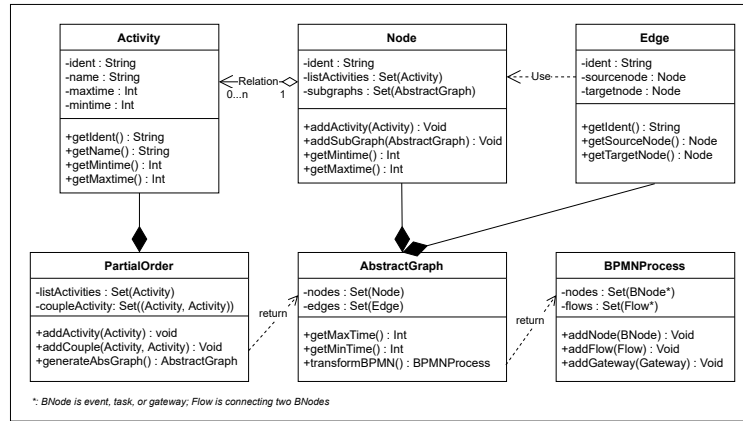 Activity
-ident : String
-name : String
-maxtime : Int
-mintime : Int
+getIdent() : String
+getName() : String
+getMintime() : Int
+getMaxtime() : Int
Relation
0...n
1
Node
-ident : String
-listActivities : Set(Activity)
-subgraphs : Set(AbstractGraph)
+addActivity(Activity) : Void
+addSubGraph(AbstractGraph) : Void
+getMintime() : Int
+getMaxtime() : Int
Use
Edge
-ident : String
-sourcenode : Node
-targetnode : Node
+getIdent() : String
+getSourceNode() : Node
+getTargetNode() : Node
PartialOrder
-listActivities : Set(Activity)
-coupleActivity: Set((Activity, Activity))
+addActivity(Activity) : void
+addCouple(Activity, Activity) : Void
+generateAbsGraph() : AbstractGraph
return
AbstractGraph
-nodes : Set(Node)
-edges : Set(Edge)
+getMaxTime() : Int
+getMinTime() : Int
+transformBPMN() : BPMNProcess
return
BPMNProcess
-nodes : Set(BNode*)
-flows : Set(Flow*)
+addNode(BNode) : Void
+addFlow(Flow) : Void
+addGateway(Gateway) : Void
*: BNode is event, task, or gateway; Flow is connecting two BNodes